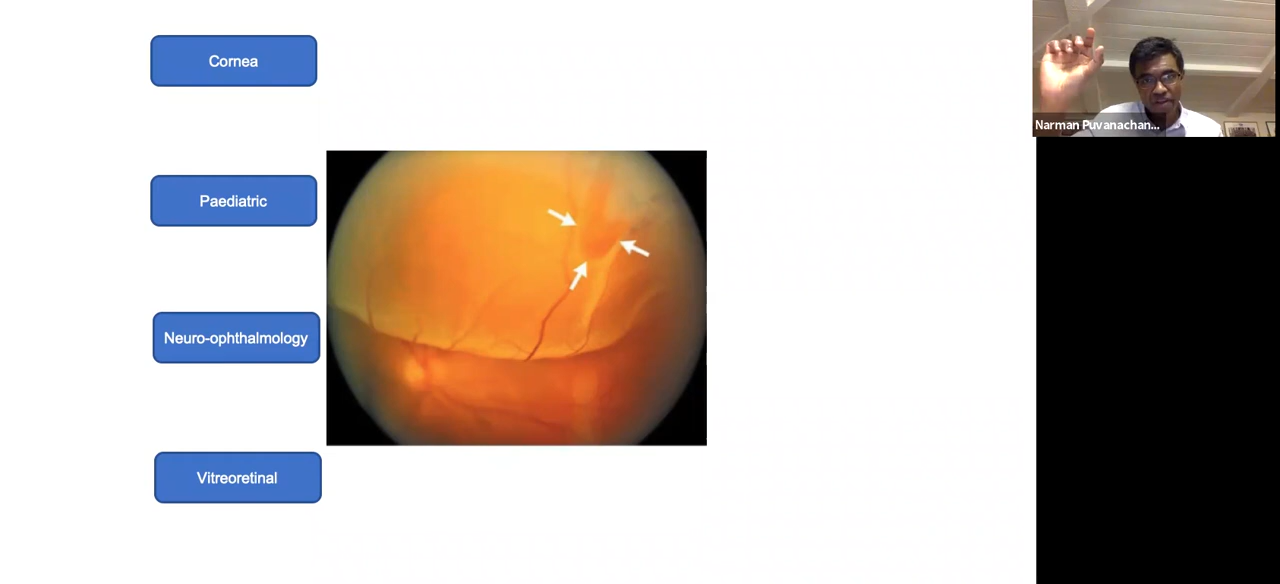 Cornea
Narman Puvanachan...
Paediatric
Neuro-ophthalmology
Vitreoretinal